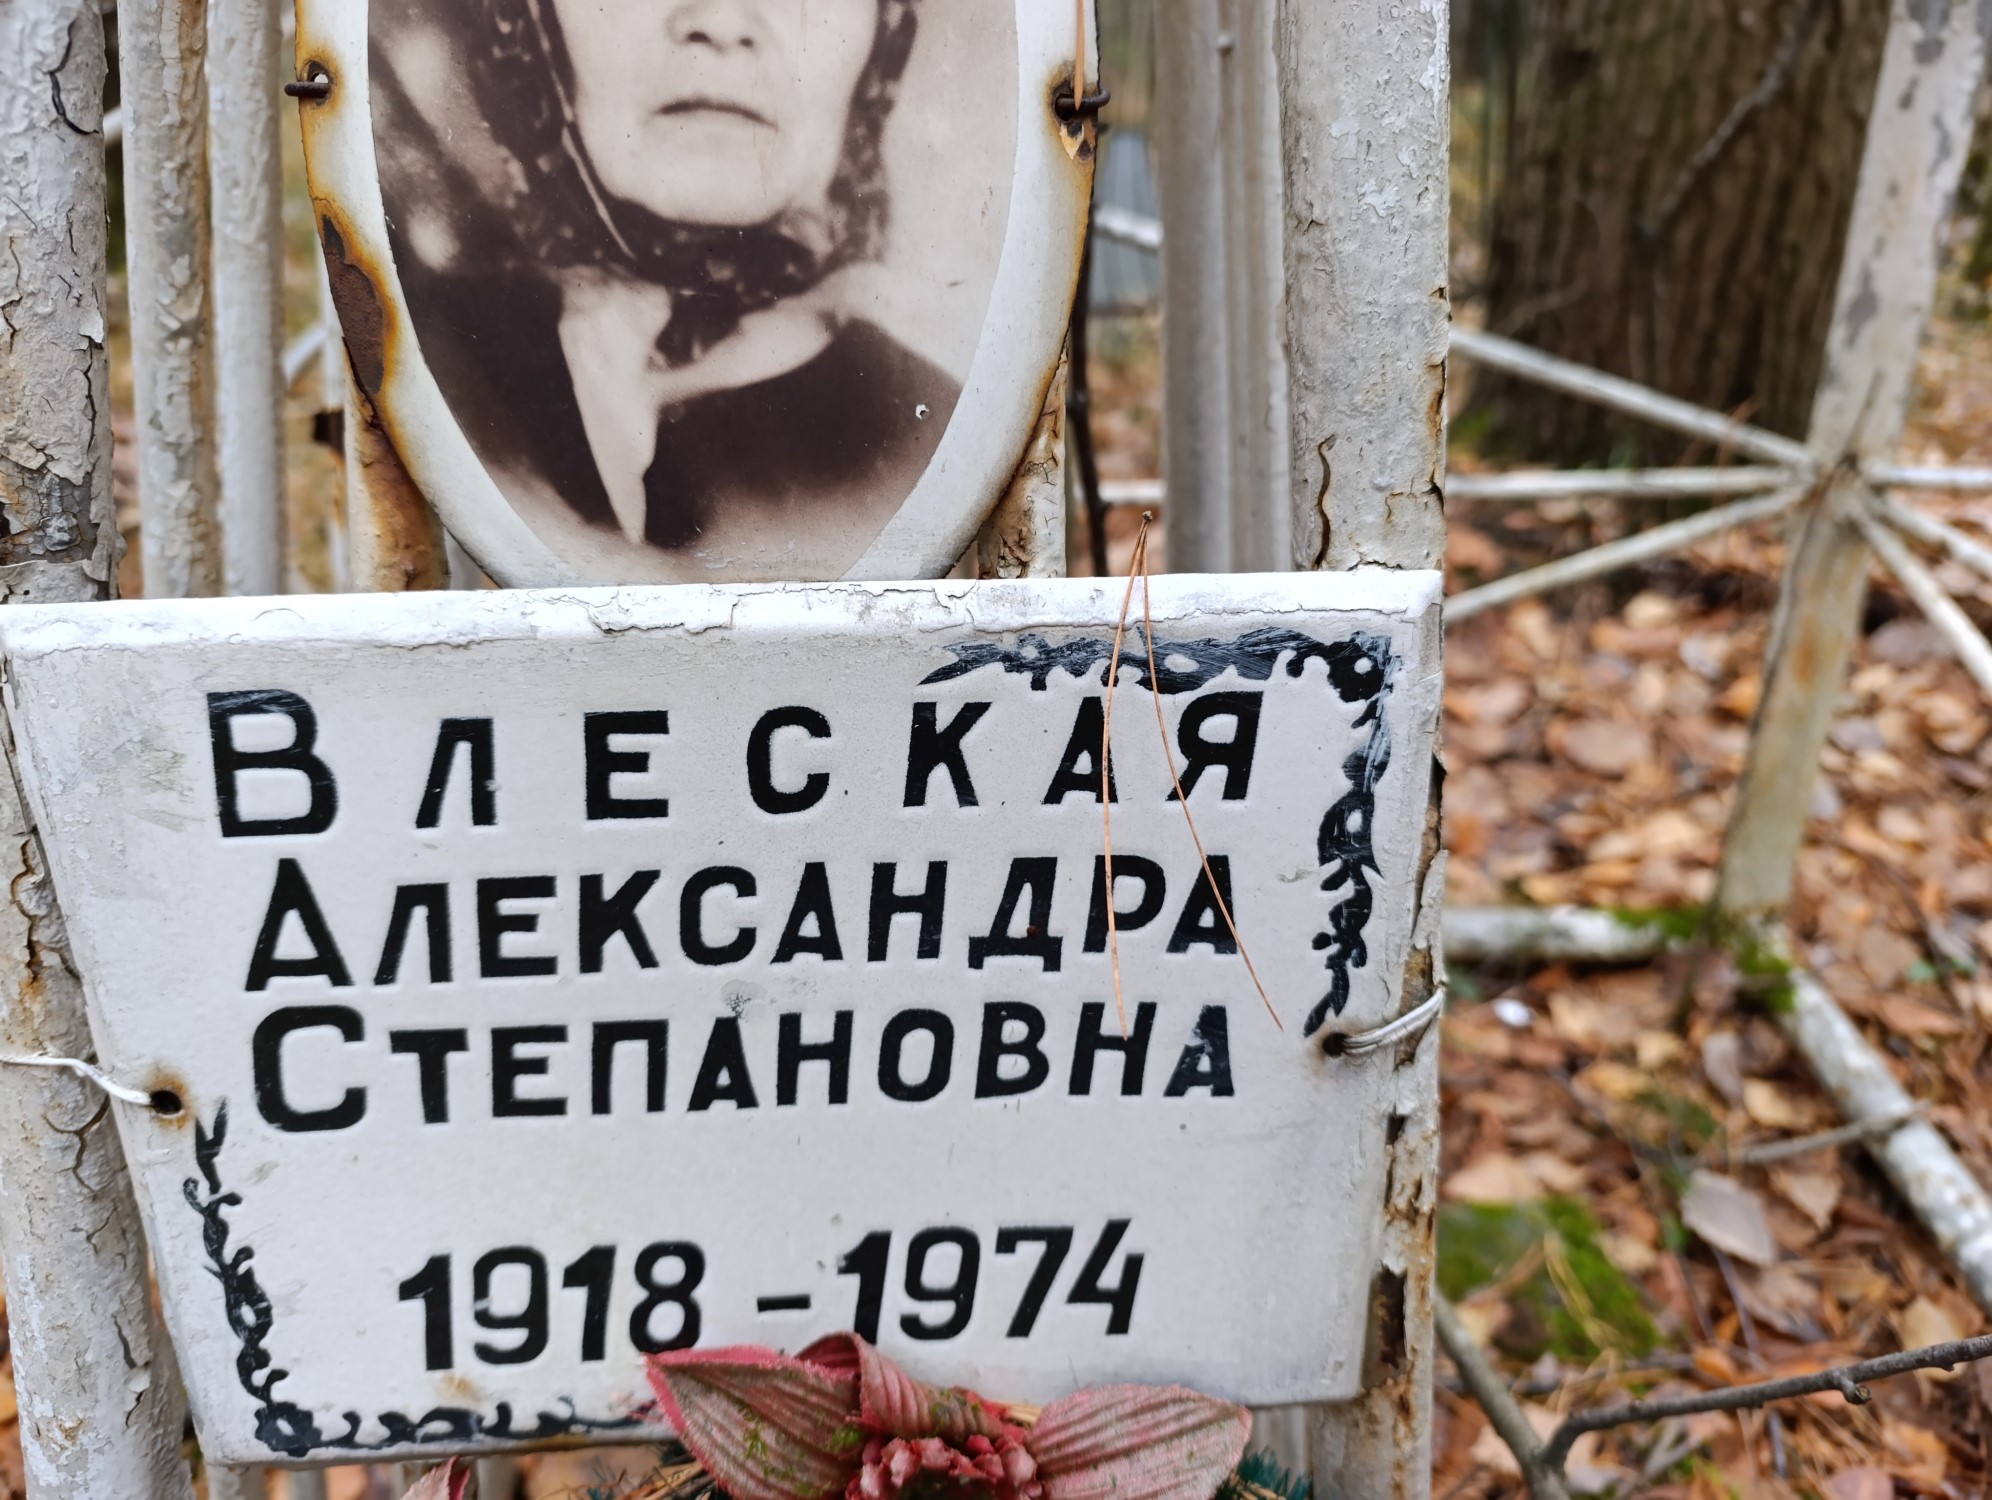 Влеская
Александра
Степановна
1918 - 1974